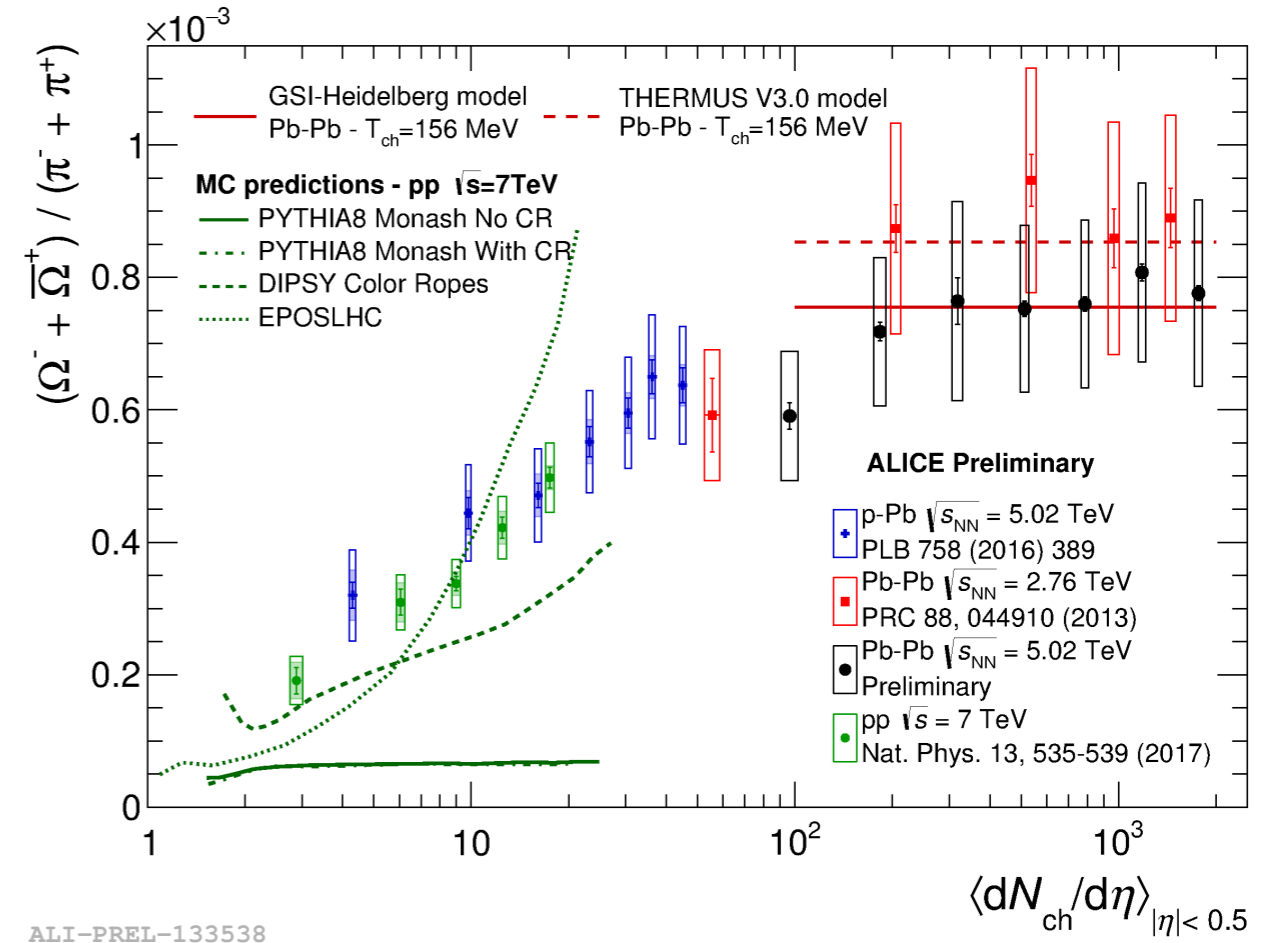 ×10⁻³
(Ω⁻ + Ω̅⁺) / (π⁻ + π⁺)
GSI-Heidelberg model
Pb-Pb - T_ch=156 MeV
THERMUS V3.0 model
Pb-Pb - T_ch=156 MeV
MC predictions - pp √s=7TeV
PYTHIA8 Monash No CR
PYTHIA8 Monash With CR
DIPSY Color Ropes
EPOSLHC
1
0.8
0.6
0.4
0.2
0
ALICE Preliminary
p-Pb √s_NN = 5.02 TeV
PLB 758 (2016) 389
Pb-Pb √s_NN = 2.76 TeV
PRC 88, 044910 (2013)
Pb-Pb √s_NN = 5.02 TeV
Preliminary
pp √s = 7 TeV
Nat. Phys. 13, 535-539 (2017)
1 10 10² 10³
⟨dN_ch/dη⟩_|η|< 0.5
ALI-PREL-133538